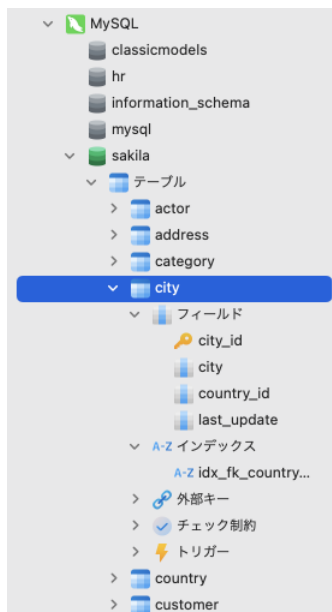 MySQL
classicmodels
hr
information_schema
mysql
sakila
テーブル
actor
address
category
city
フィールド
city_id
city
country_id
last_update
A-Z インデックス
A-Z idx_fk_country...
外部キー
チェック制約
トリガー
country
customer